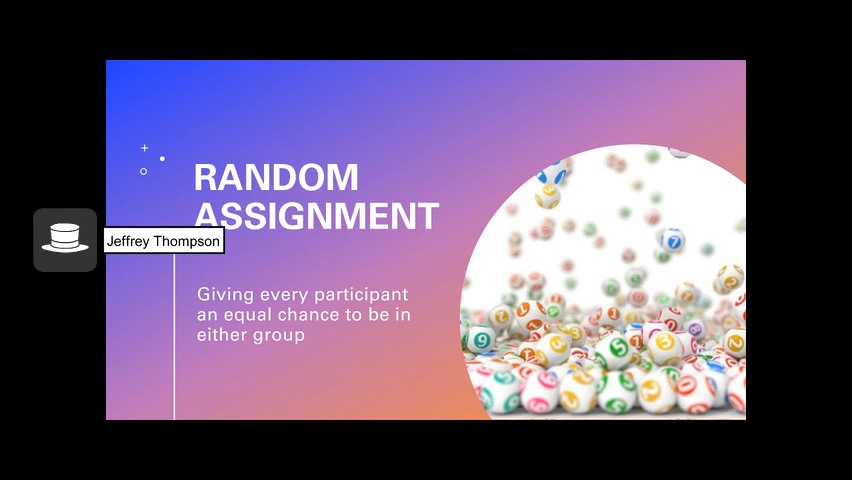 RANDOM
ASSIGNMENT
Jeffrey Thompson
Giving every participant
an equal chance to be in
either group